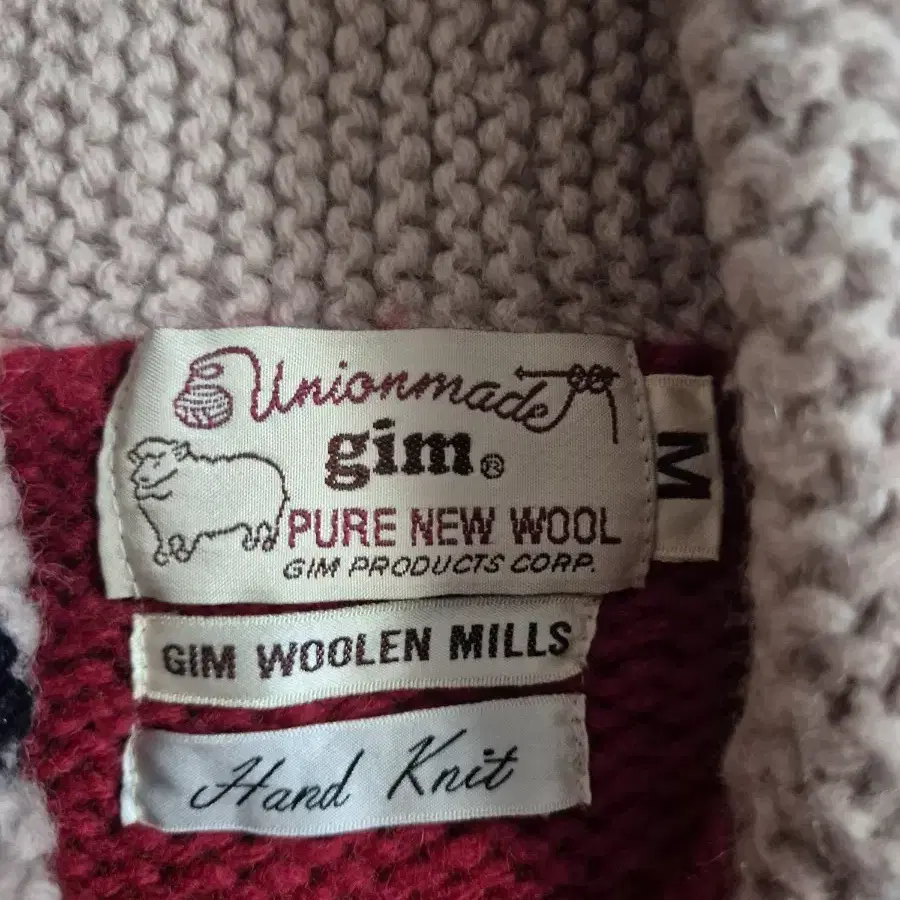 Unionmade
gim®
PURE NEW WOOL
GIM PRODUCTS CORP.
M
GIM WOOLEN MILLS
Hand Knit